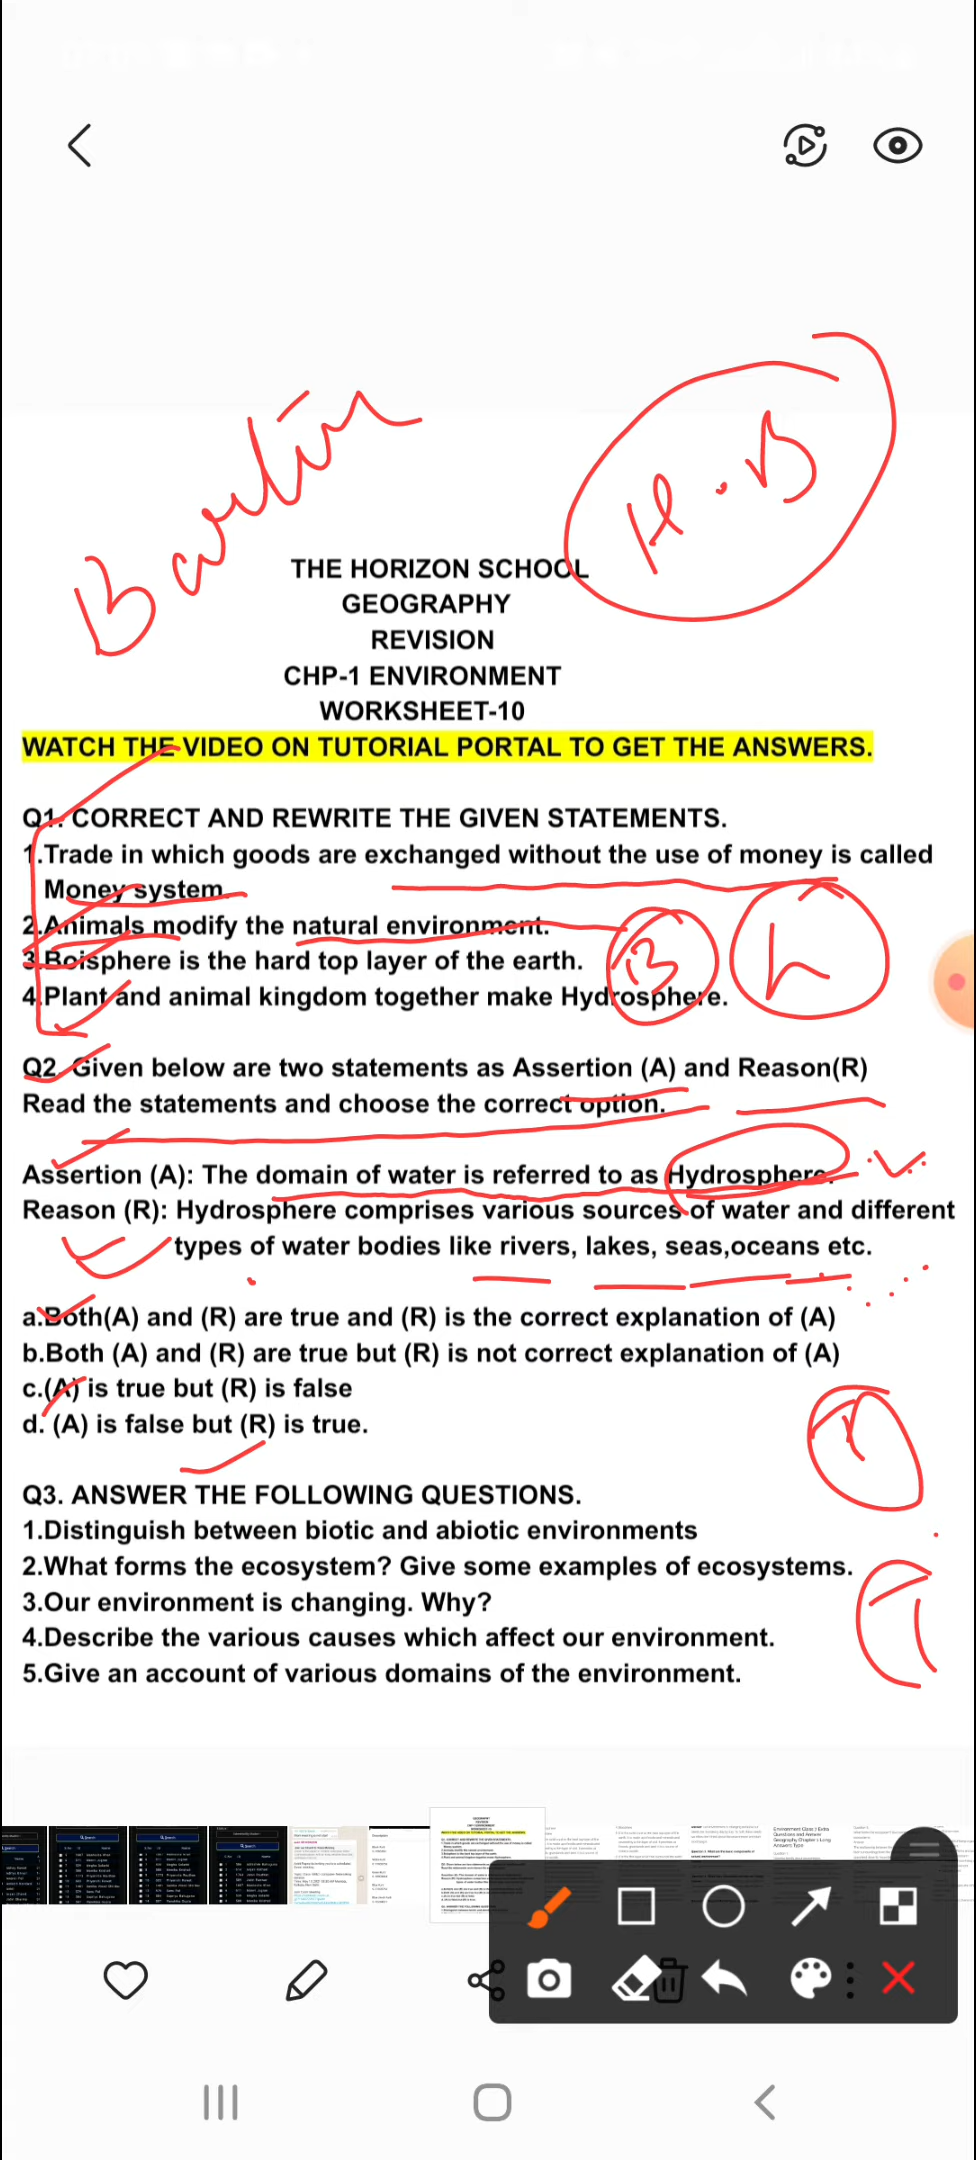 Barter
H.B
THE HORIZON SCHOOL
GEOGRAPHY
REVISION
CHP-1 ENVIRONMENT
WORKSHEET-10
WATCH THE VIDEO ON TUTORIAL PORTAL TO GET THE ANSWERS.
Q1. CORRECT AND REWRITE THE GIVEN STATEMENTS.
1.Trade in which goods are exchanged without the use of money is called
Money system.
2.Animals modify the natural environment.
3.Boisphere is the hard top layer of the earth.
B
L
4.Plant and animal kingdom together make Hydrosphere.
Q2. Given below are two statements as Assertion (A) and Reason(R)
Read the statements and choose the correct option.
Assertion (A): The domain of water is referred to as Hydrosphere.
Reason (R): Hydrosphere comprises various sources of water and different
types of water bodies like rivers, lakes, seas,oceans etc.
a.Both(A) and (R) are true and (R) is the correct explanation of (A)
b.Both (A) and (R) are true but (R) is not correct explanation of (A)
c.(A) is true but (R) is false
d. (A) is false but (R) is true.
Q3. ANSWER THE FOLLOWING QUESTIONS.
1.Distinguish between biotic and abiotic environments
2.What forms the ecosystem? Give some examples of ecosystems.
3.Our environment is changing. Why?
4.Describe the various causes which affect our environment.
5.Give an account of various domains of the environment.